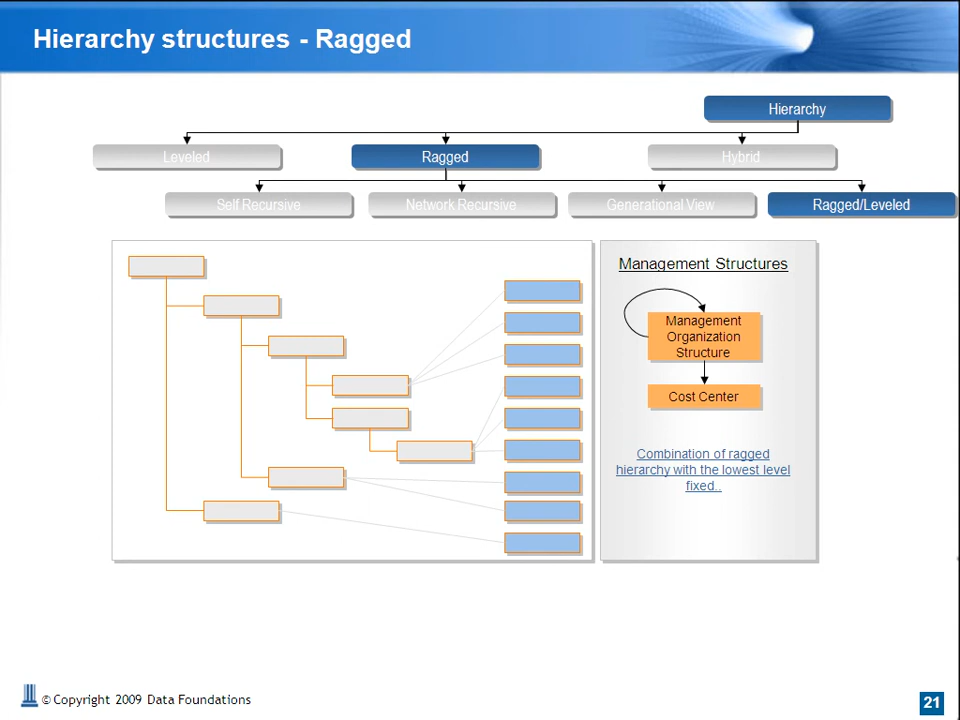 Hierarchy structures - Ragged
Hierarchy
Leveled
Ragged
Hybrid
Self Recursive
Network Recursive
Generational View
Ragged/Leveled
Management Structures
Management
Organization
Structure
Cost Center
Combination of ragged
hierarchy with the lowest level
fixed..
© Copyright 2009 Data Foundations
21